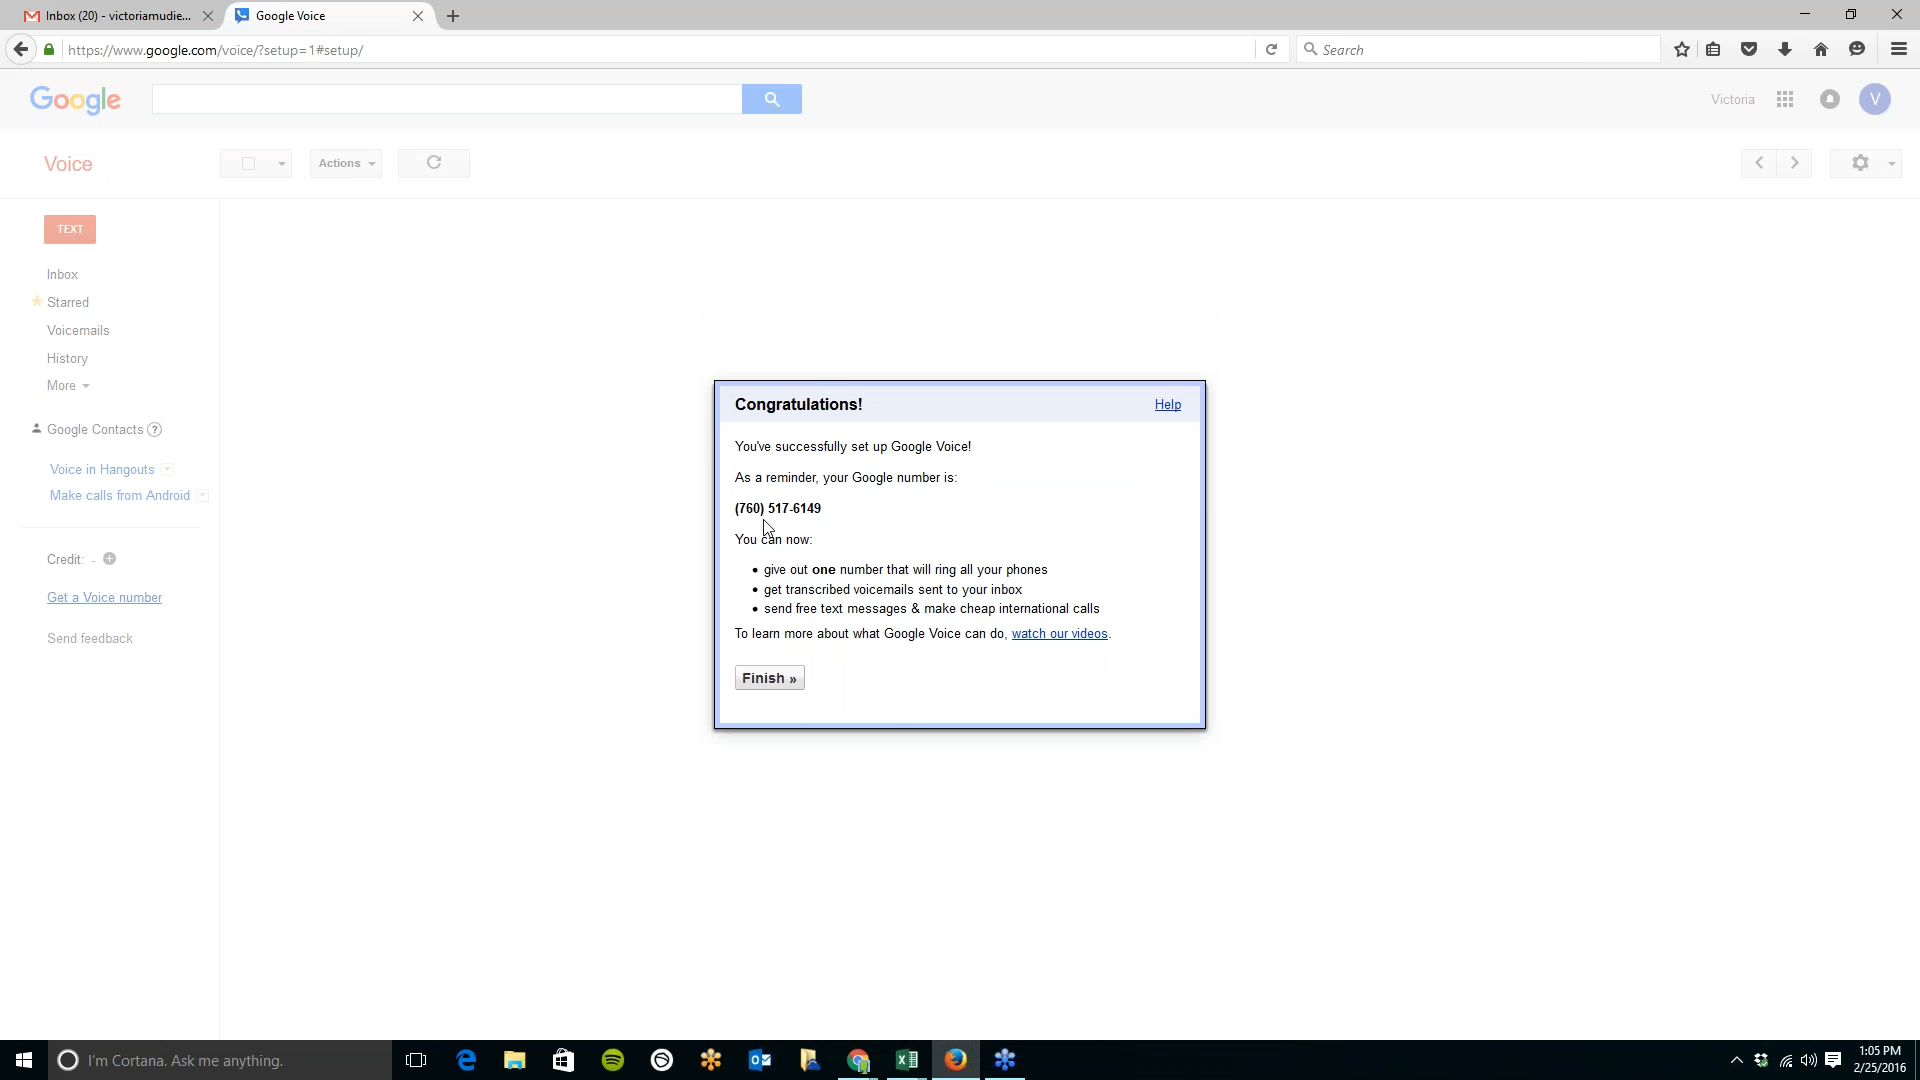 Inbox (20) - victoriamudie...
Google Voice
https://www.google.com/voice/?setup=1#setup/
Search
Google
Victoria
V
Voice
Actions
TEXT
Inbox
Starred
Voicemails
History
More
Google Contacts ?
Voice in Hangouts
Make calls from Android
Credit: -
Get a Voice number
Send feedback
Congratulations!
Help
You've successfully set up Google Voice!
As a reminder, your Google number is:
(760) 517-6149
You can now:
• give out one number that will ring all your phones
• get transcribed voicemails sent to your inbox
• send free text messages & make cheap international calls
To learn more about what Google Voice can do, watch our videos.
Finish »
I'm Cortana. Ask me anything.
1:05 PM
2/25/2016